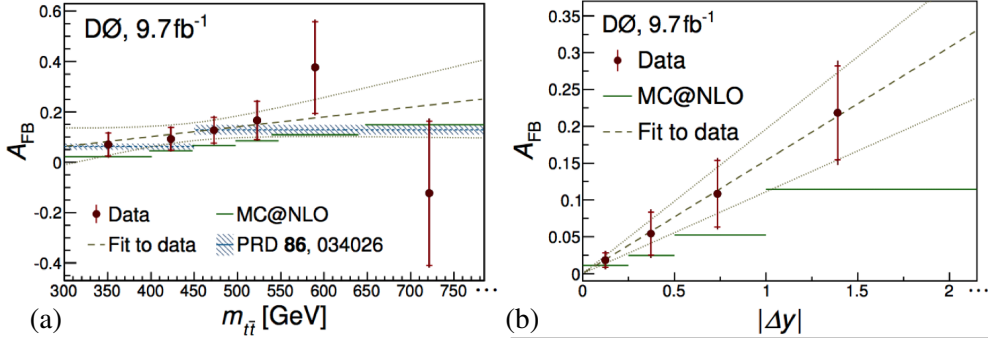 0.6
0.4
0.2
0
-0.2
-0.4
A_FB
DØ, 9.7 fb⁻¹
Data
MC@NLO
Fit to data
PRD 86, 034026
300 350 400 450 500 550 600 650 700 750 ...
(a)
m_tt̄ [GeV]
0.35
0.3
0.25
0.2
0.15
0.1
0.05
0
A_FB
DØ, 9.7 fb⁻¹
Data
MC@NLO
Fit to data
0 0.5 1 1.5 2 ...
(b)
|Δy|